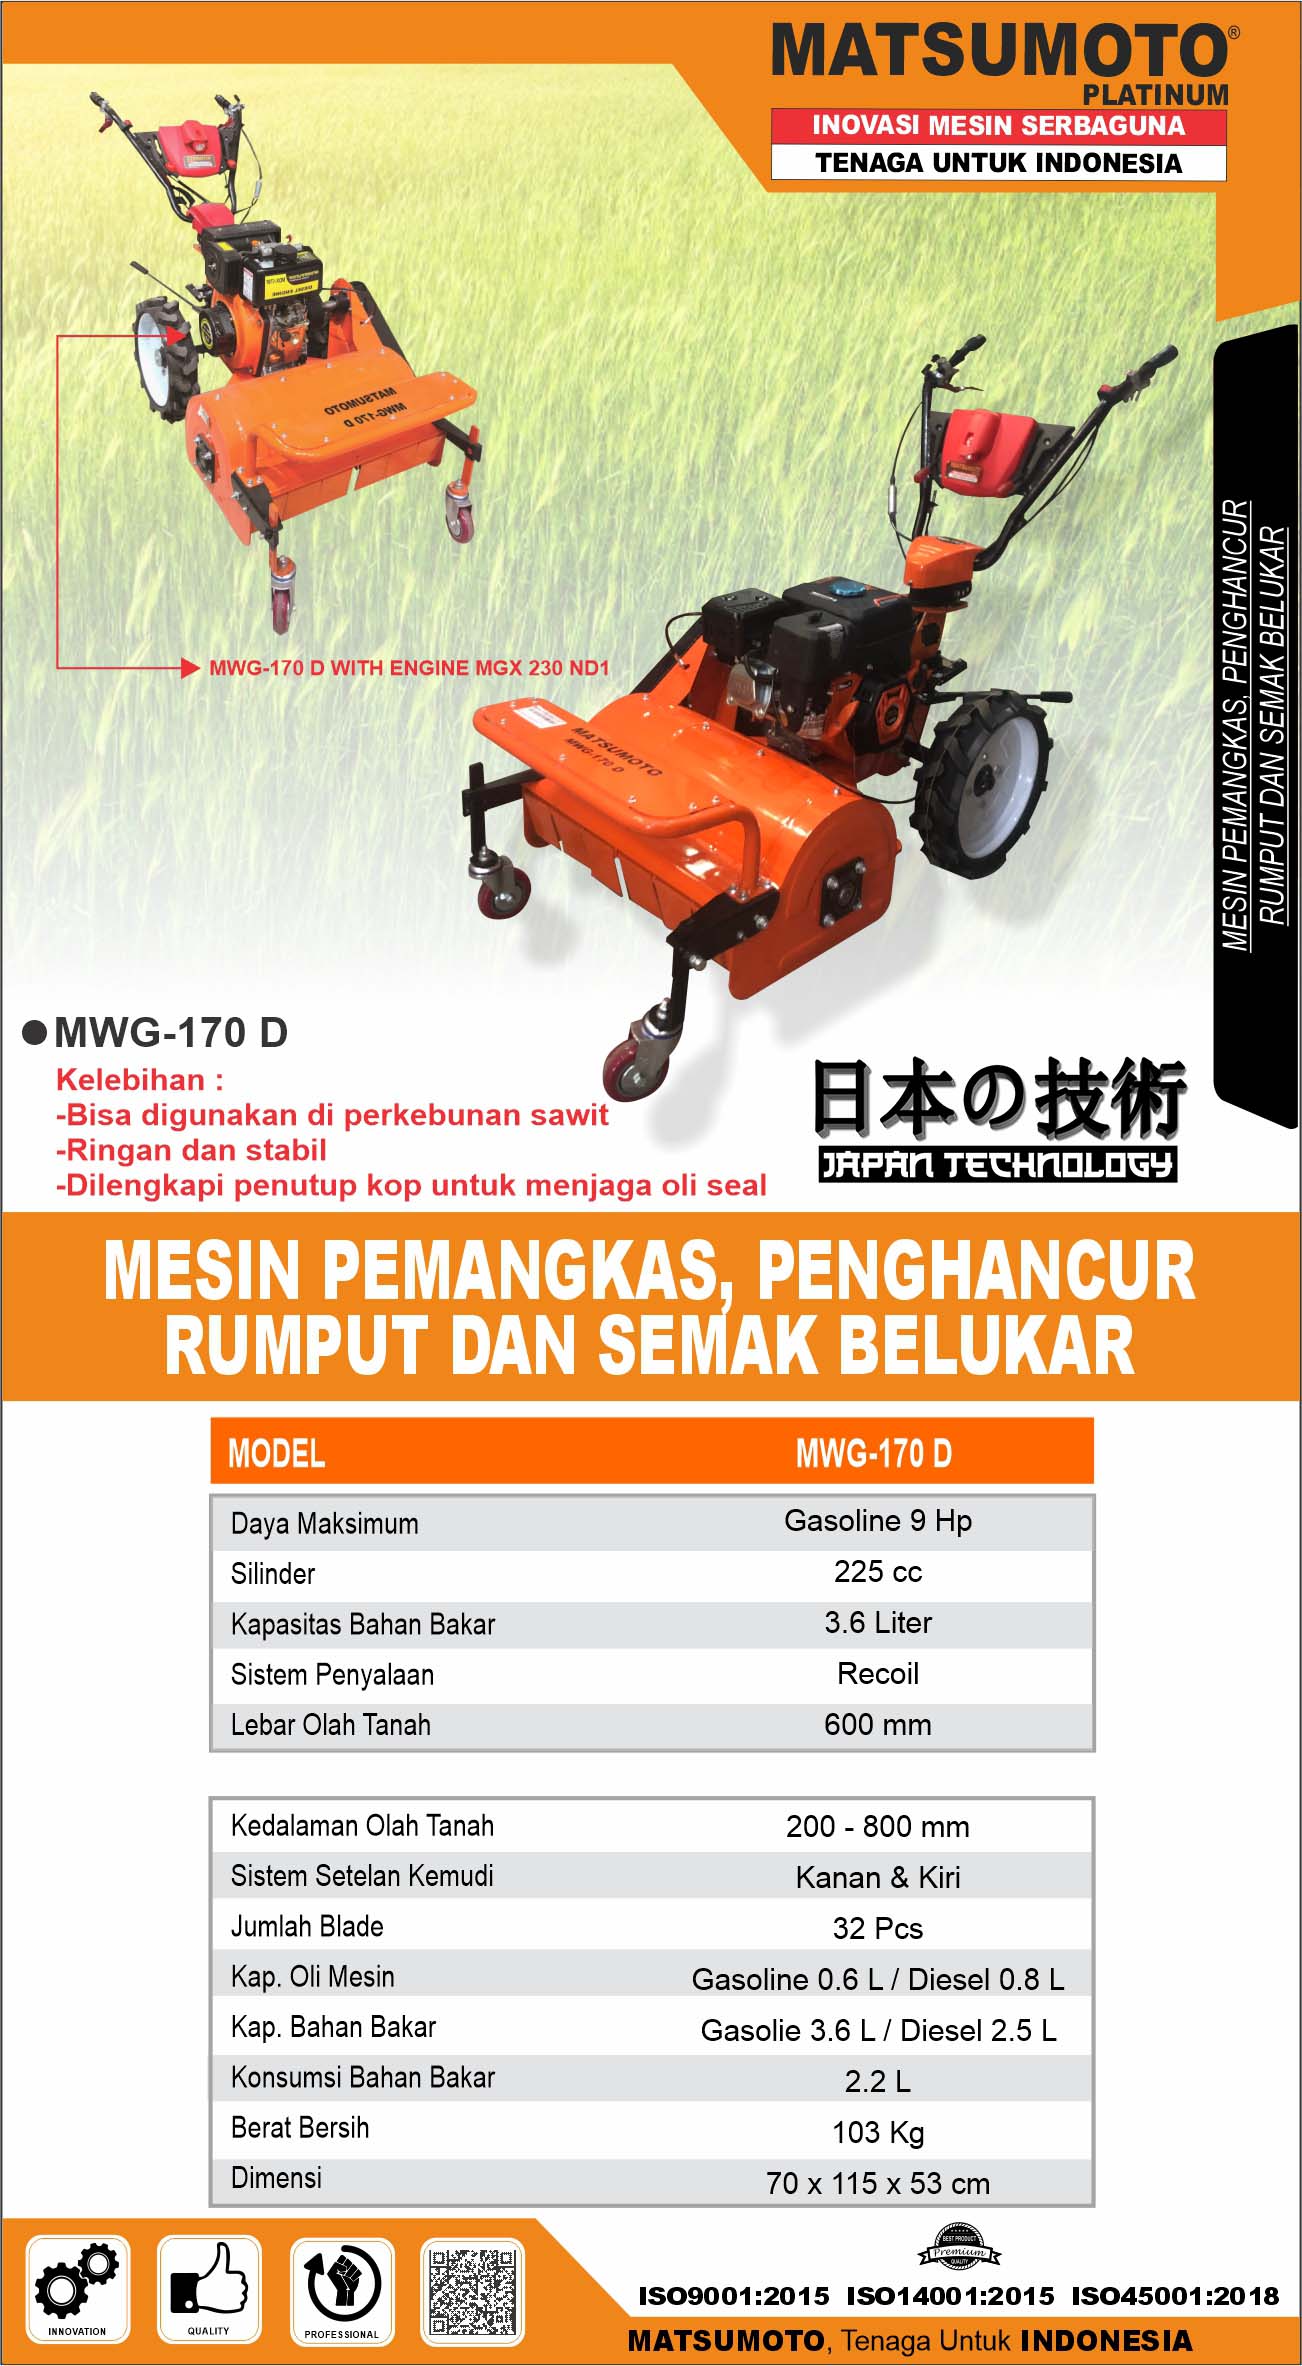 MATSUMOTO®
PLATINUM
INOVASI MESIN SERBAGUNA
TENAGA UNTUK INDONESIA
DIESEL ENGINE
MATSUMOTO
MWG-170 D
MWG-170 D WITH ENGINE MGX 230 ND1
MATSUMOTO
MWG-170 D
MESIN PEMANGKAS, PENGHANCUR
RUMPUT DAN SEMAK BELUKAR
●MWG-170 D
Kelebihan :
-Bisa digunakan di perkebunan sawit
-Ringan dan stabil
-Dilengkapi penutup kop untuk menjaga oli seal
日本の技術
JAPAN TECHNOLOGY
MESIN PEMANGKAS, PENGHANCUR
RUMPUT DAN SEMAK BELUKAR
MODEL MWG-170 D
Daya Maksimum Gasoline 9 Hp
Silinder 225 cc
Kapasitas Bahan Bakar 3.6 Liter
Sistem Penyalaan Recoil
Lebar Olah Tanah 600 mm
Kedalaman Olah Tanah 200 - 800 mm
Sistem Setelan Kemudi Kanan & Kiri
Jumlah Blade 32 Pcs
Kap. Oli Mesin Gasoline 0.6 L / Diesel 0.8 L
Kap. Bahan Bakar Gasolie 3.6 L / Diesel 2.5 L
Konsumsi Bahan Bakar 2.2 L
Berat Bersih 103 Kg
Dimensi 70 x 115 x 53 cm
INNOVATION
QUALITY
PROFESSIONAL
BEST PRODUCT
Premium
QUALITY
ISO9001:2015 ISO14001:2015 ISO45001:2018
MATSUMOTO, Tenaga Untuk INDONESIA